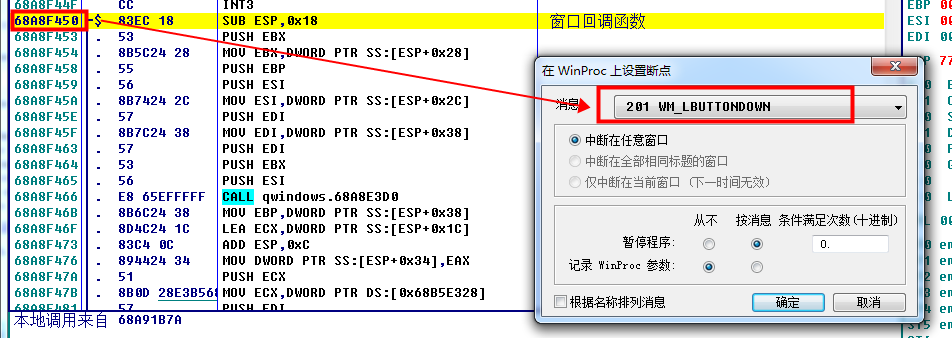 68A8F44F CC INT3
68A8F450 -$ 83EC 18 SUB ESP,0x18 窗口回调函数
68A8F453 . 53 PUSH EBX
68A8F454 . 8B5C24 28 MOV EBX,DWORD PTR SS:[ESP+0x28]
68A8F458 . 55 PUSH EBP
68A8F459 . 56 PUSH ESI
68A8F45A . 8B7424 2C MOV ESI,DWORD PTR SS:[ESP+0x2C]
68A8F45E . 57 PUSH EDI
68A8F45F . 8B7C24 38 MOV EDI,DWORD PTR SS:[ESP+0x38]
68A8F463 . 57 PUSH EDI
68A8F464 . 53 PUSH EBX
68A8F465 . 56 PUSH ESI
68A8F466 . E8 65EFFFFF CALL qwindows.68A8E3D0
68A8F46B . 8B6C24 38 MOV EBP,DWORD PTR SS:[ESP+0x38]
68A8F46F . 8D4C24 1C LEA ECX,DWORD PTR SS:[ESP+0x1C]
68A8F473 . 83C4 0C ADD ESP,0xC
68A8F476 . 894424 34 MOV DWORD PTR SS:[ESP+0x34],EAX
68A8F47A . 51 PUSH ECX
68A8F47B . 8B0D 28E3B568 MOV ECX,DWORD PTR DS:[0x68B5E328]
68A8F481 . 57 PUSH EDI
本地调用来自 68A91B7A
在 WinProc 上设置断点
消息
201 WM_LBUTTONDOWN
中断在任意窗口
中断在全部相同标题的窗口
仅中断在当前窗口 (下一时间无效)
从不 按消息 条件满足次数(十进制)
暂停程序: 0.
记录 WinProc 参数:
根据名称排列消息 确定 取消
EBP 00
ESI 00
EDI 00